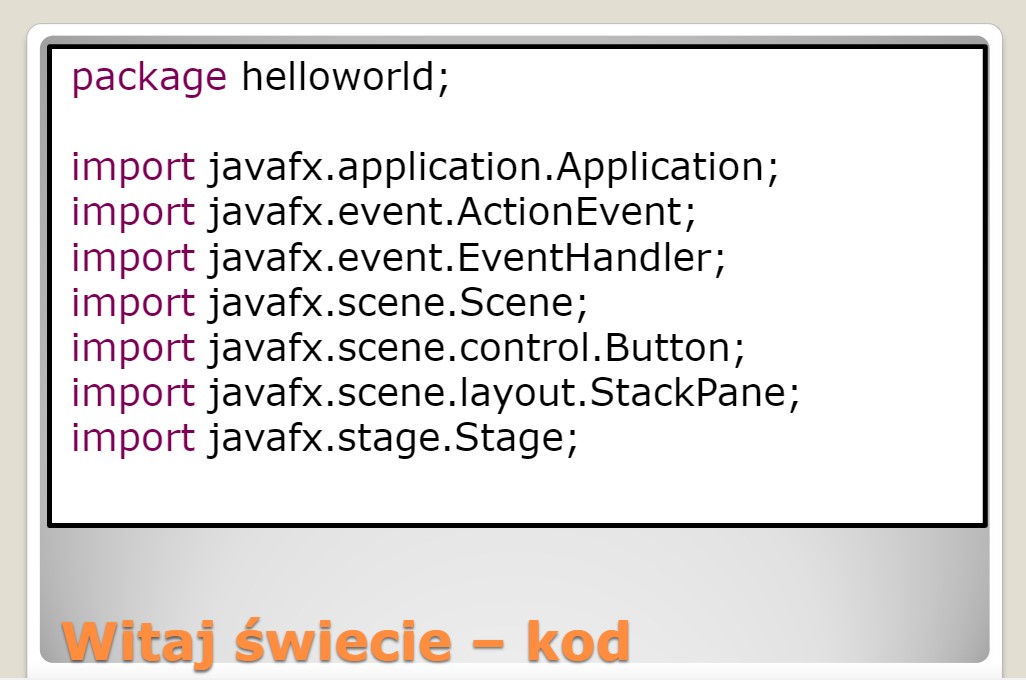 package helloworld;
import javafx.application.Application;
import javafx.event.ActionEvent;
import javafx.event.EventHandler;
import javafx.scene.Scene;
import javafx.scene.control.Button;
import javafx.scene.layout.StackPane;
import javafx.stage.Stage;
Witaj świecie – kod